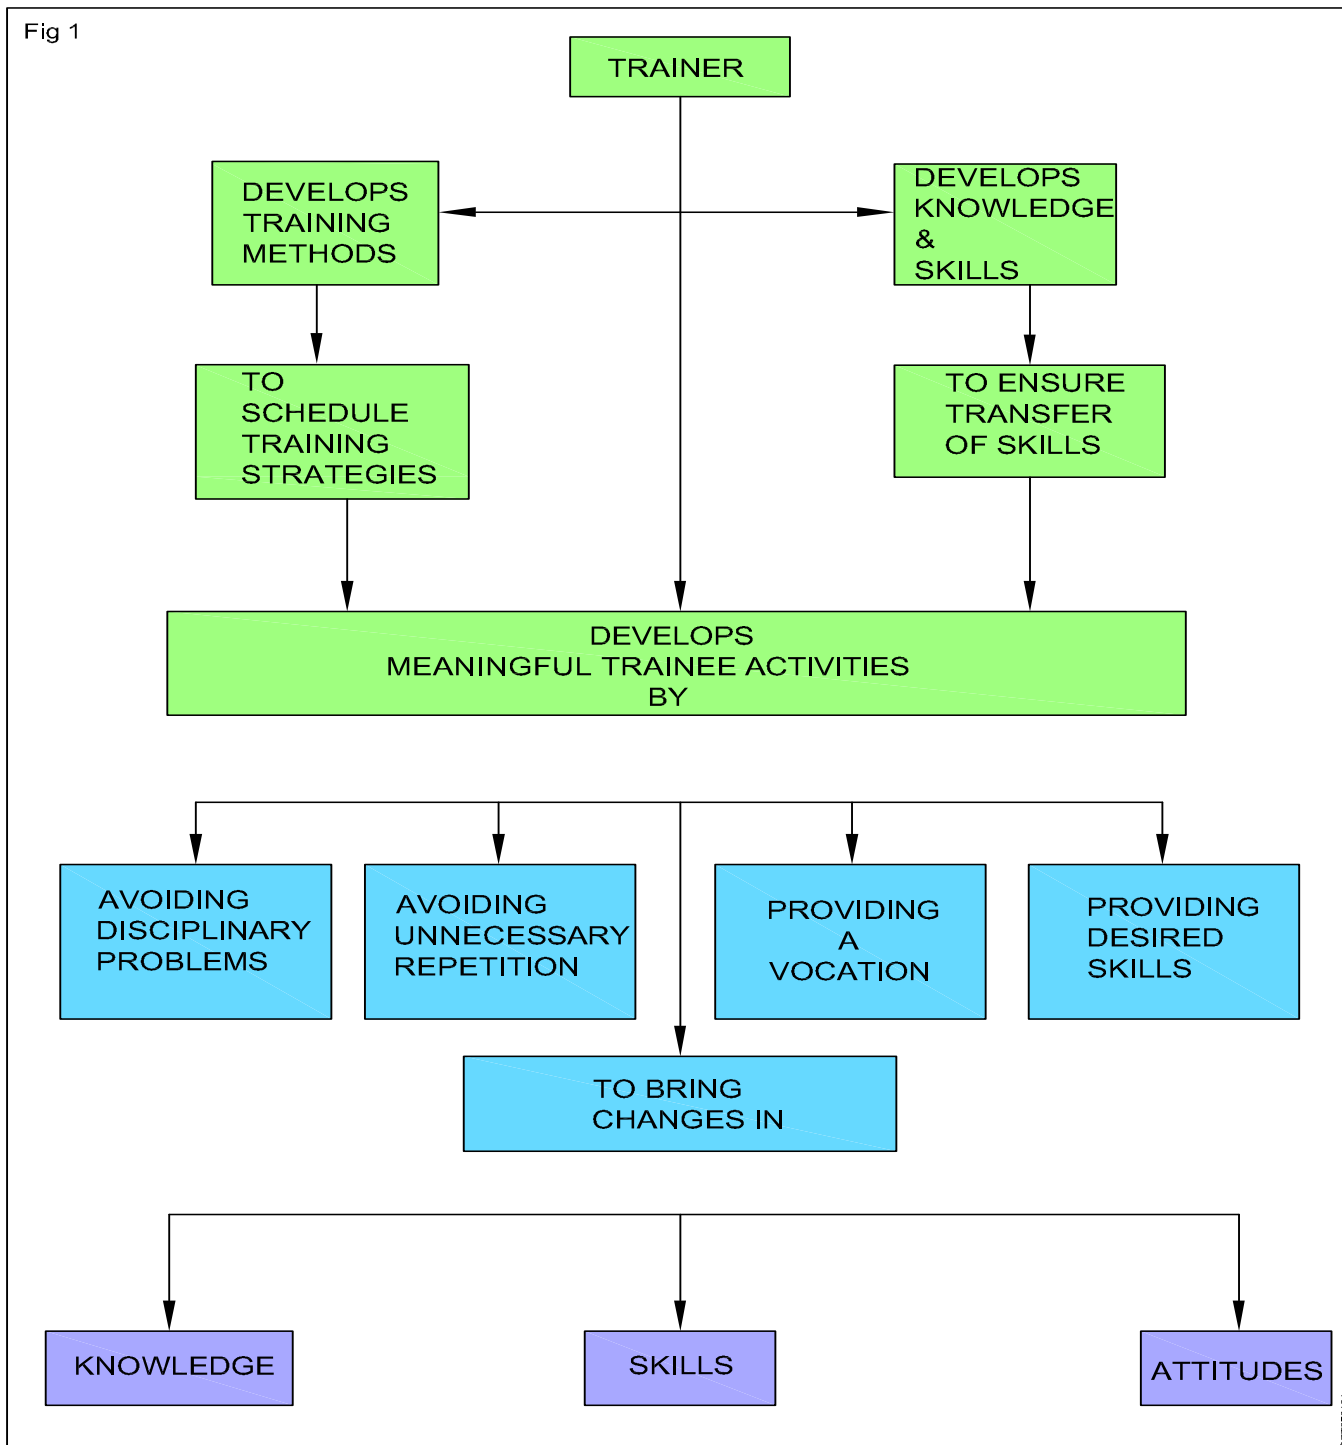 Fig 1
TRAINER
DEVELOPS
TRAINING
METHODS
DEVELOPS
KNOWLEDGE
&
SKILLS
TO
SCHEDULE
TRAINING
STRATEGIES
TO ENSURE
TRANSFER
OF SKILLS
DEVELOPS
MEANINGFUL TRAINEE ACTIVITIES
BY
AVOIDING
DISCIPLINARY
PROBLEMS
AVOIDING
UNNECESSARY
REPETITION
PROVIDING
A
VOCATION
PROVIDING
DESIRED
SKILLS
TO BRING
CHANGES IN
KNOWLEDGE
SKILLS
ATTITUDES